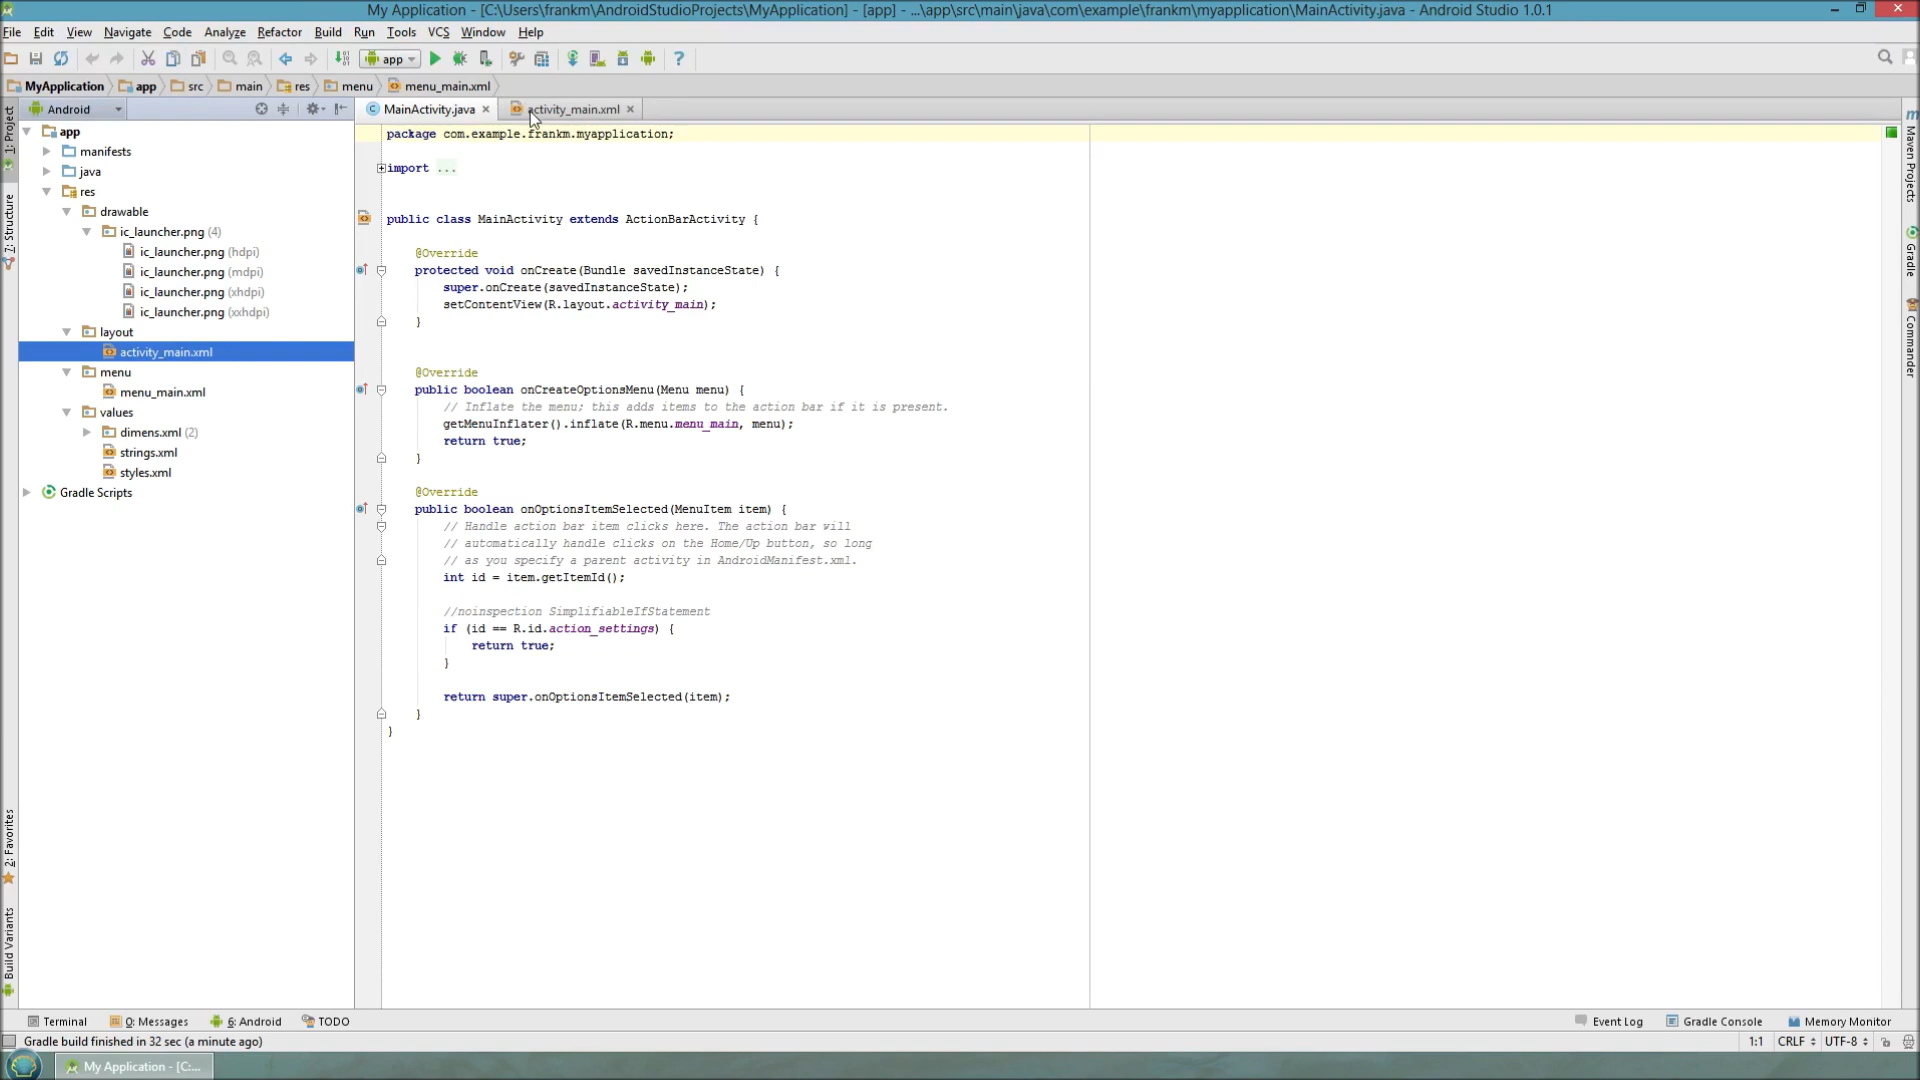 My Application - [C:\Users\frankm\AndroidStudioProjects\MyApplication] - [app] - ...\app\src\main\java\com\example\frankm\myapplication\MainActivity.java - Android Studio 1.0.1
File Edit View Navigate Code Analyze Refactor Build Run Tools VCS Window Help
app
MyApplication app src main res menu menu_main.xml
Android
MainActivity.java
activity_main.xml
1: Project
7: Structure
2: Favorites
Build Variants
app
manifests
java
res
drawable
ic_launcher.png (4)
ic_launcher.png (hdpi)
ic_launcher.png (mdpi)
ic_launcher.png (xhdpi)
ic_launcher.png (xxhdpi)
layout
activity_main.xml
menu
menu_main.xml
values
dimens.xml (2)
strings.xml
styles.xml
Gradle Scripts
package com.example.frankm.myapplication;
import ...
public class MainActivity extends ActionBarActivity {
@Override
protected void onCreate(Bundle savedInstanceState) {
super.onCreate(savedInstanceState);
setContentView(R.layout.activity_main);
}
@Override
public boolean onCreateOptionsMenu(Menu menu) {
// Inflate the menu; this adds items to the action bar if it is present.
getMenuInflater().inflate(R.menu.menu_main, menu);
return true;
}
@Override
public boolean onOptionsItemSelected(MenuItem item) {
// Handle action bar item clicks here. The action bar will
// automatically handle clicks on the Home/Up button, so long
// as you specify a parent activity in AndroidManifest.xml.
int id = item.getItemId();
//noinspection SimplifiableIfStatement
if (id == R.id.action_settings) {
return true;
}
return super.onOptionsItemSelected(item);
}
}
Maven Projects
Gradle
Commander
Terminal 0: Messages 6: Android TODO
Event Log Gradle Console Memory Monitor
Gradle build finished in 32 sec (a minute ago)
1:1 CRLF UTF-8
My Application - [C:...